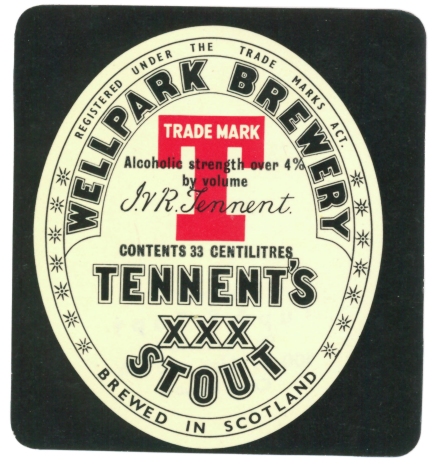 REGISTERED UNDER THE TRADE MARKS ACT.
WELLPARK BREWERY
TRADE MARK
T
Alcoholic strength over 4%
by volume
J.V.R. Tennent.
CONTENTS 33 CENTILITRES
TENNENT'S
XXX
STOUT
BREWED IN SCOTLAND